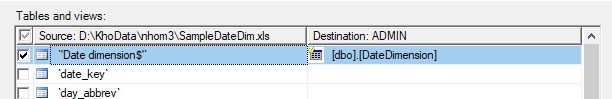 Tables and views:
Source: D:\KhoData\nhom3\SampleDateDim.xls Destination: ADMIN
`'Date dimension$'` [dbo].[DateDimension]
`date_key`
`day_abbrev`